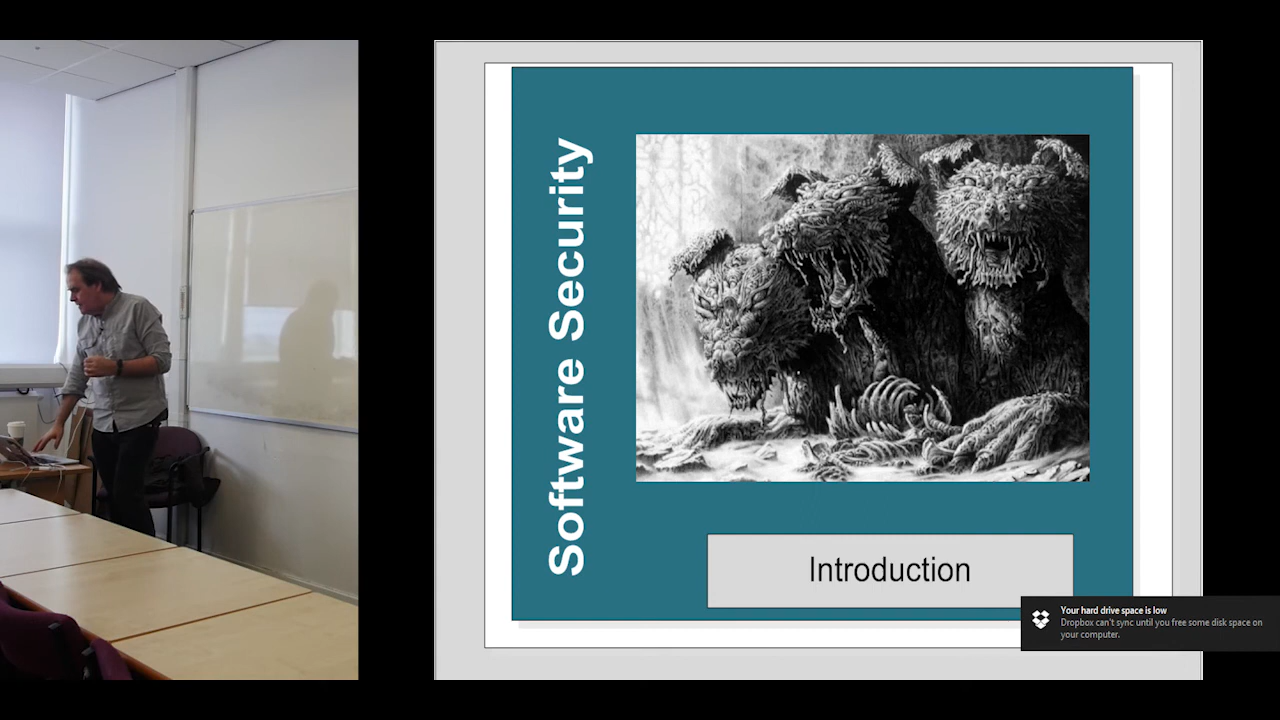 Software Security
Introduction
Your hard drive space is low
Dropbox can't sync until you free some disk space on
your computer.